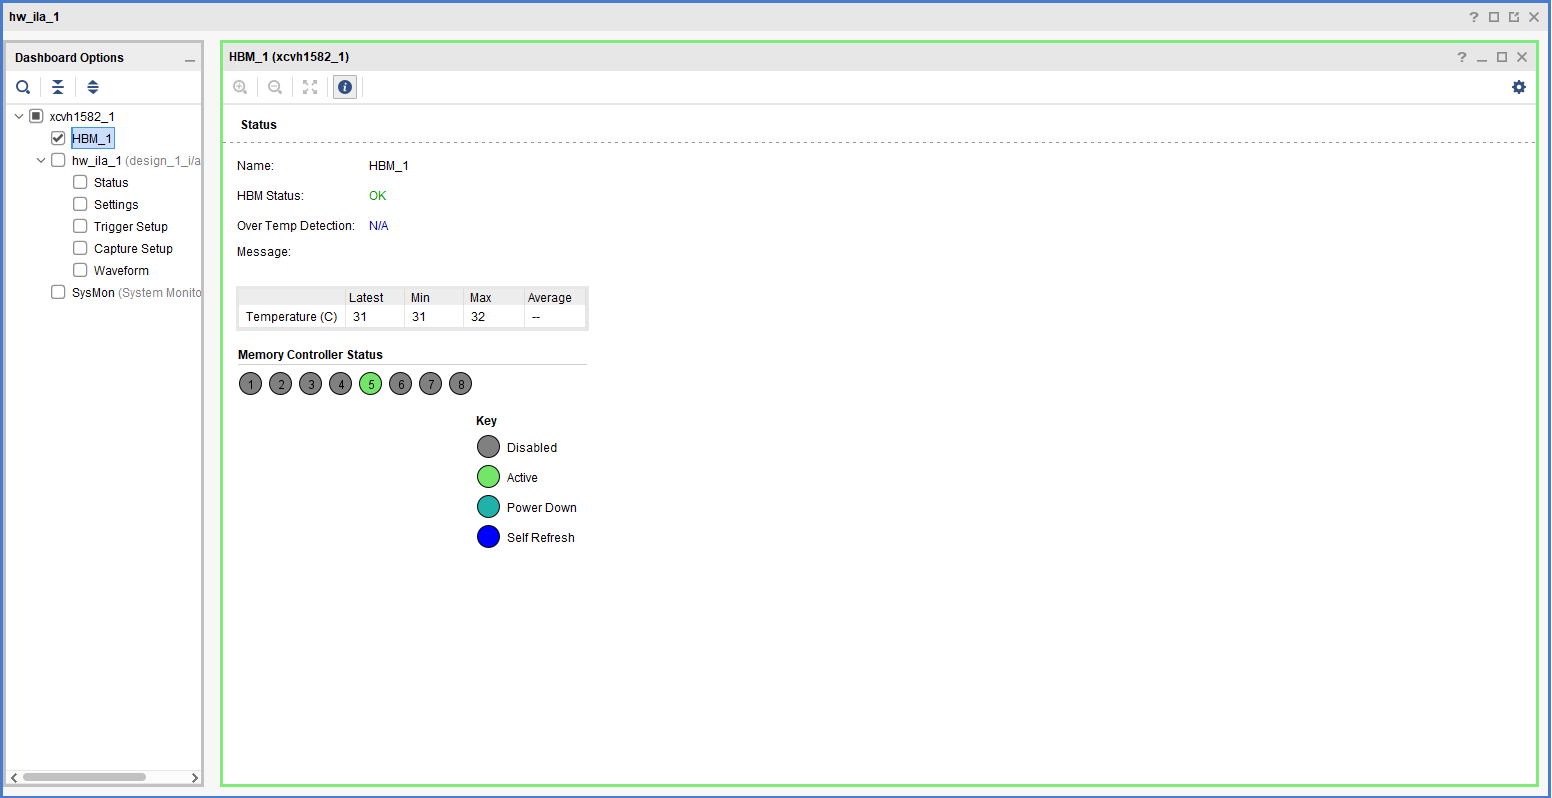 hw_ila_1
Dashboard Options
xcvh1582_1
HBM_1
hw_ila_1 (design_1_i/a
Status
Settings
Trigger Setup
Capture Setup
Waveform
SysMon (System Monito
HBM_1 (xcvh1582_1)
Status
Name: HBM_1
HBM Status: OK
Over Temp Detection: N/A
Message:
Latest Min Max Average
Temperature (C) 31 31 32 --
Memory Controller Status
1 2 3 4 5 6 7 8
Key
Disabled
Active
Power Down
Self Refresh